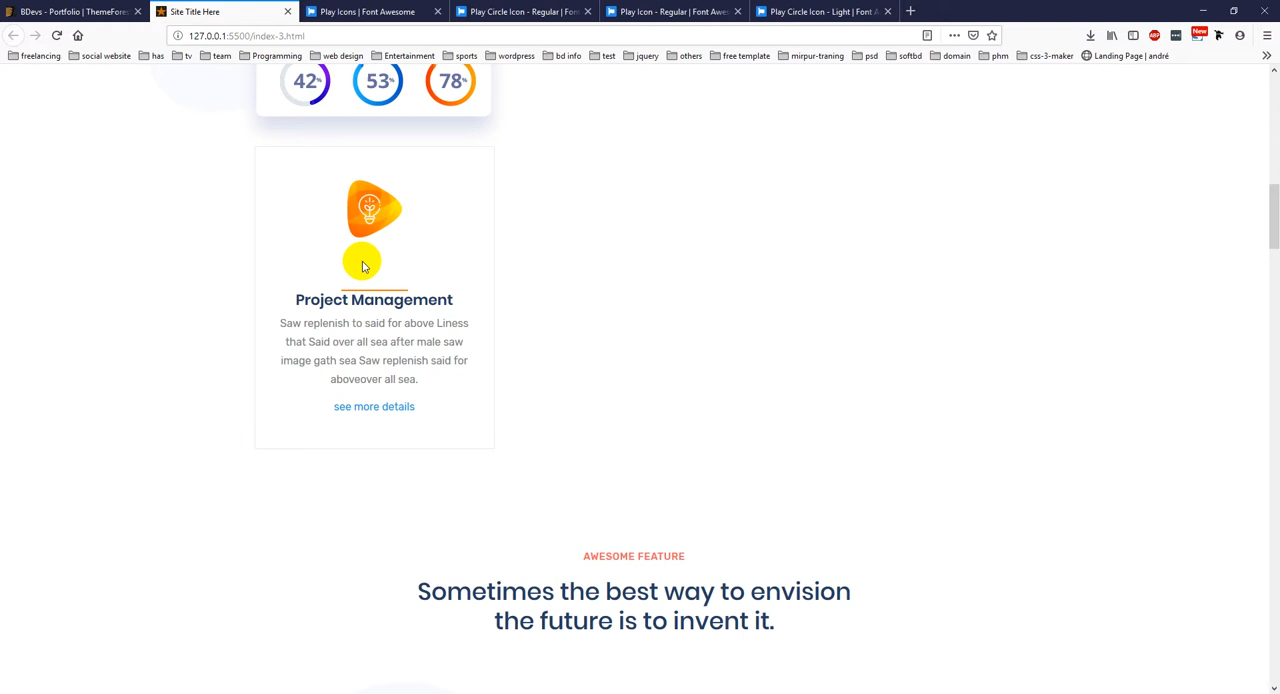 BDevs - Portfolio | ThemeFores
Site Title Here
Play Icons | Font Awesome
Play Circle Icon - Regular | Font
Play Icon - Regular | Font Awes
Play Circle Icon - Light | Font A
127.0.0.1:5500/index-3.html
New
ABP
freelancing
social website
has
tv
team
Programming
web design
Entertainment
sports
wordpress
bd info
jquery
others
free template
mirpur-traning
psd
softbd
domain
phm
css-3-maker
Landing Page | andré
42%
53%
78%
Project Management
Saw replenish to said for above Liness
that Said over all sea after male saw
image gath sea Saw replenish said for
aboveover all sea.
see more details
test
AWESOME FEATURE
Sometimes the best way to envision
the future is to invent it.